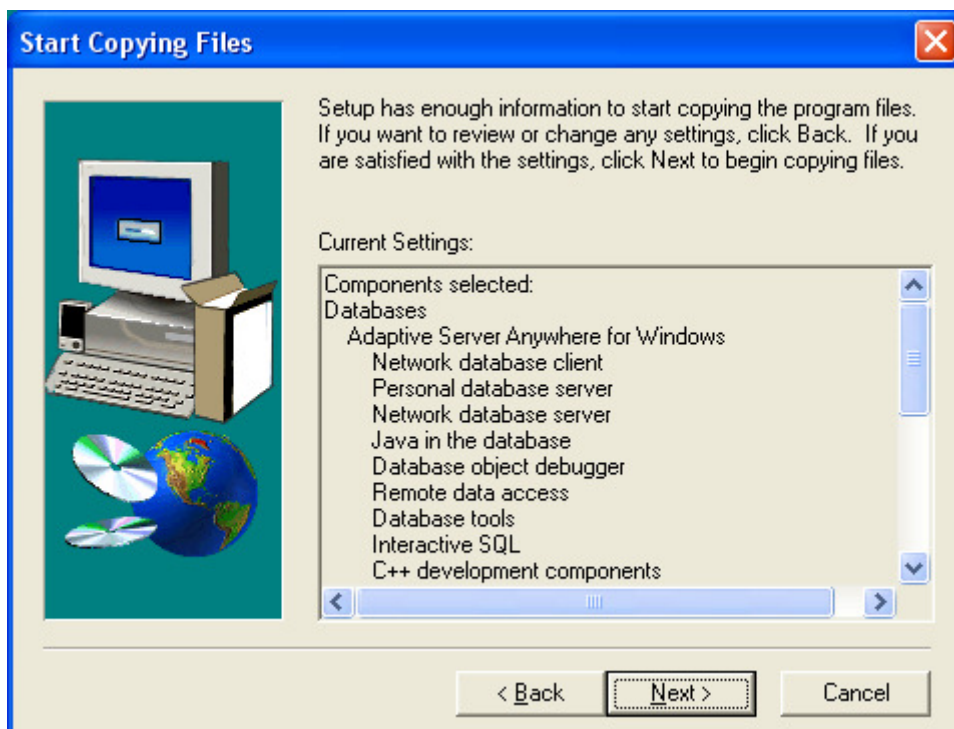 Start Copying Files
Setup has enough information to start copying the program files.
If you want to review or change any settings, click Back.  If you
are satisfied with the settings, click Next to begin copying files.
Current Settings:
Components selected:
Databases
Adaptive Server Anywhere for Windows
Network database client
Personal database server
Network database server
Java in the database
Database object debugger
Remote data access
Database tools
Interactive SQL
C++ development components
< Back
Next >
Cancel